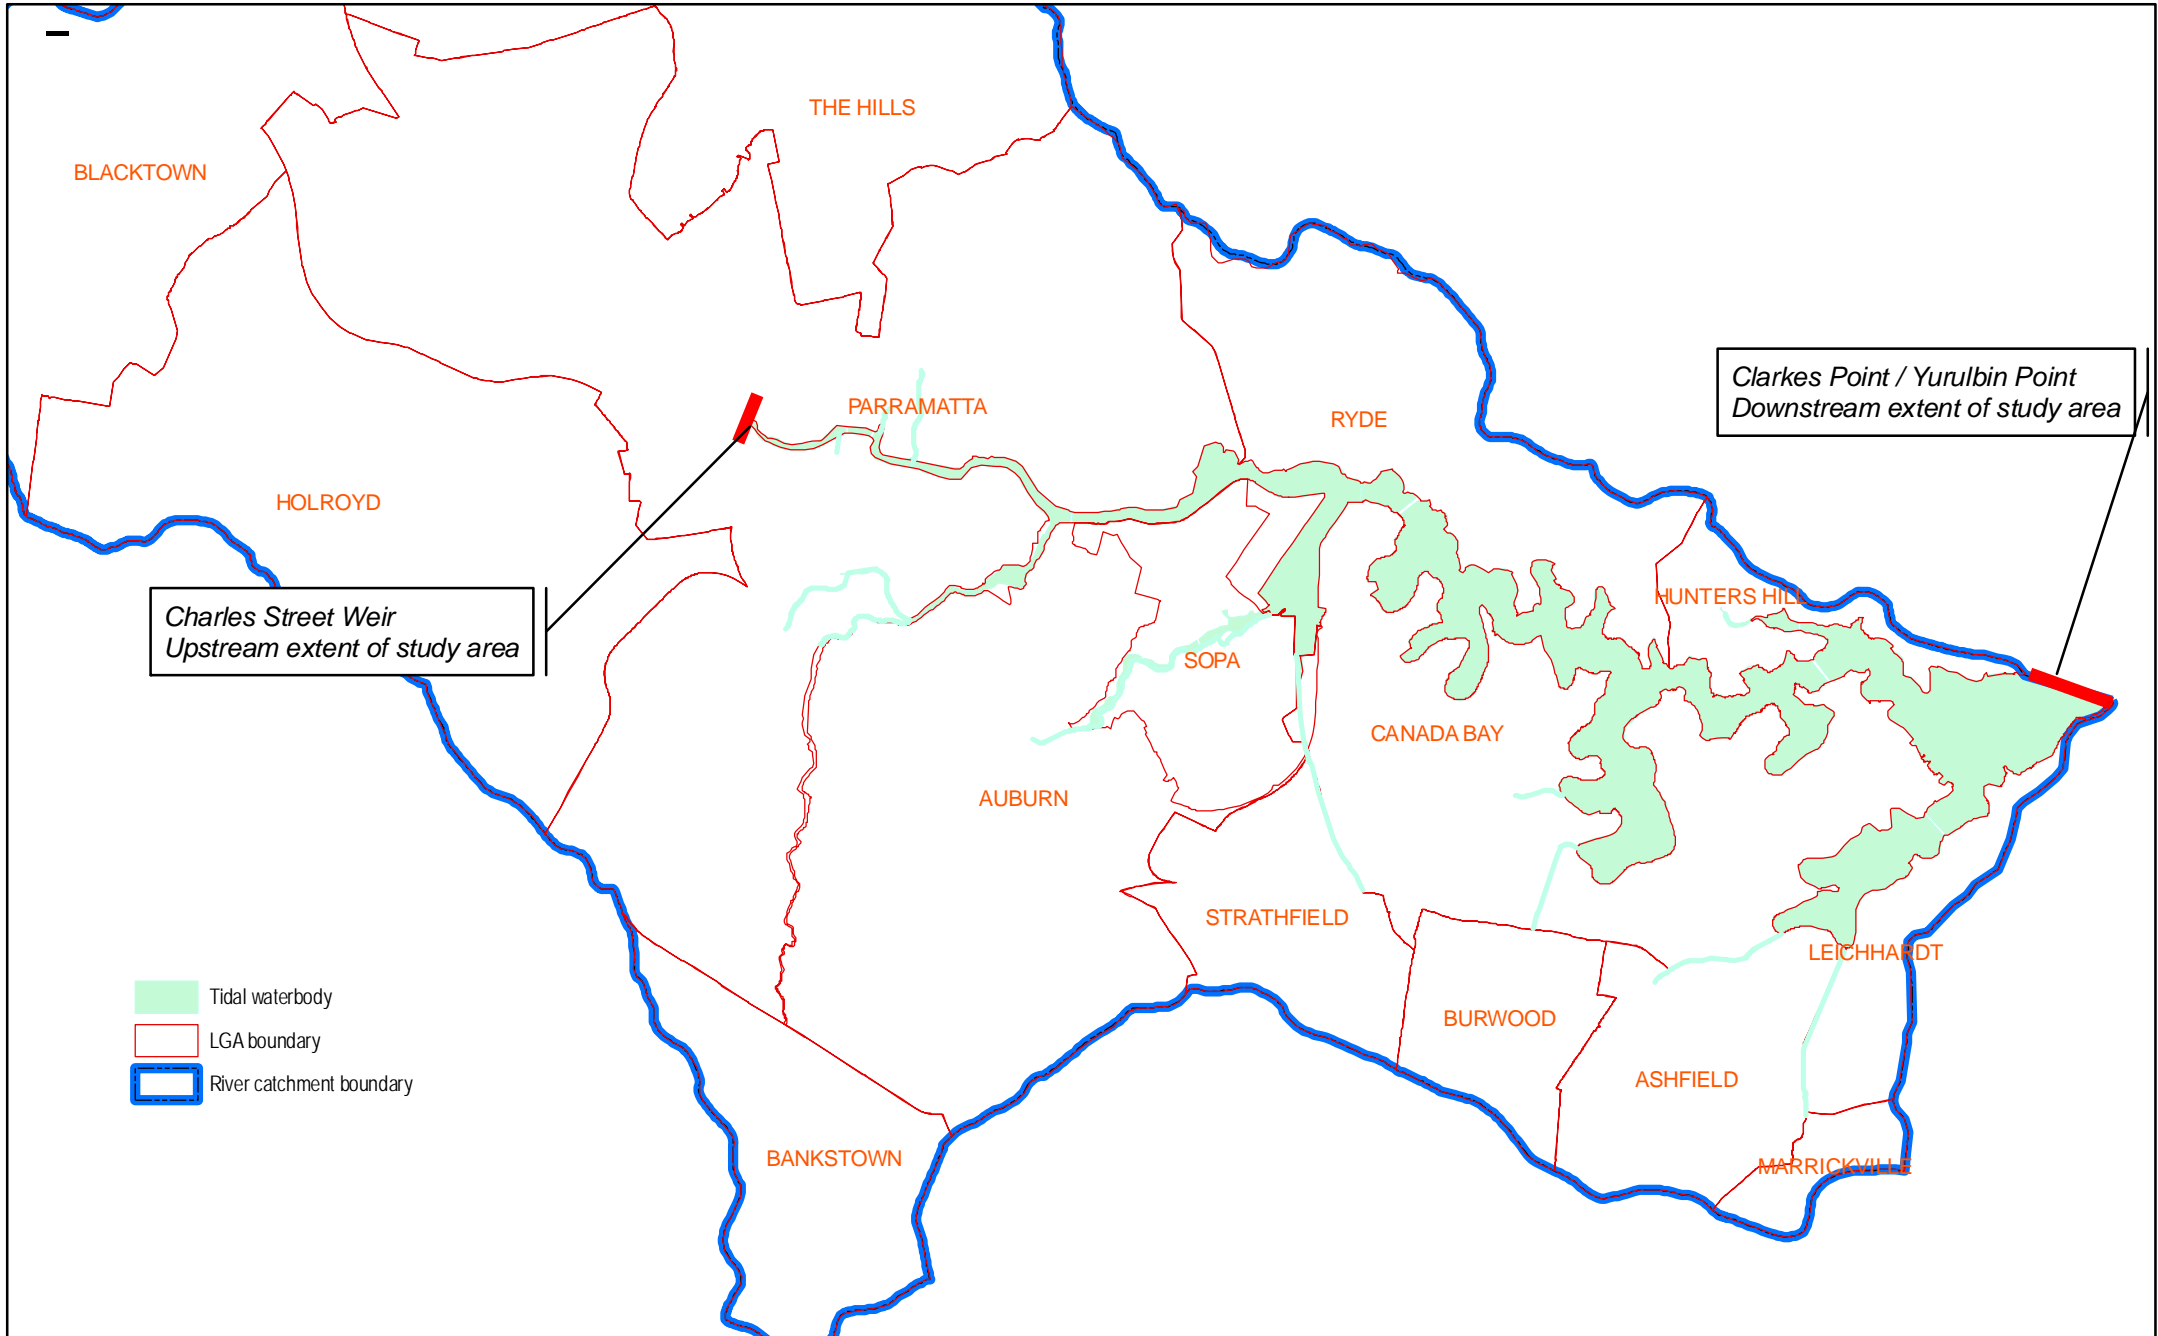 THE HILLS
BLACKTOWN
Clarkes Point / Yurulbin Point
Downstream extent of study area
PARRAMATTA
RYDE
HOLROYD
HUNTERS HILL
Charles Street Weir
Upstream extent of study area
SOPA
CANADA BAY
AUBURN
STRATHFIELD
LEICHHARDT
Tidal waterbody
LGA boundary
River catchment boundary
BURWOOD
ASHFIELD
BANKSTOWN
MARRICKVILLE